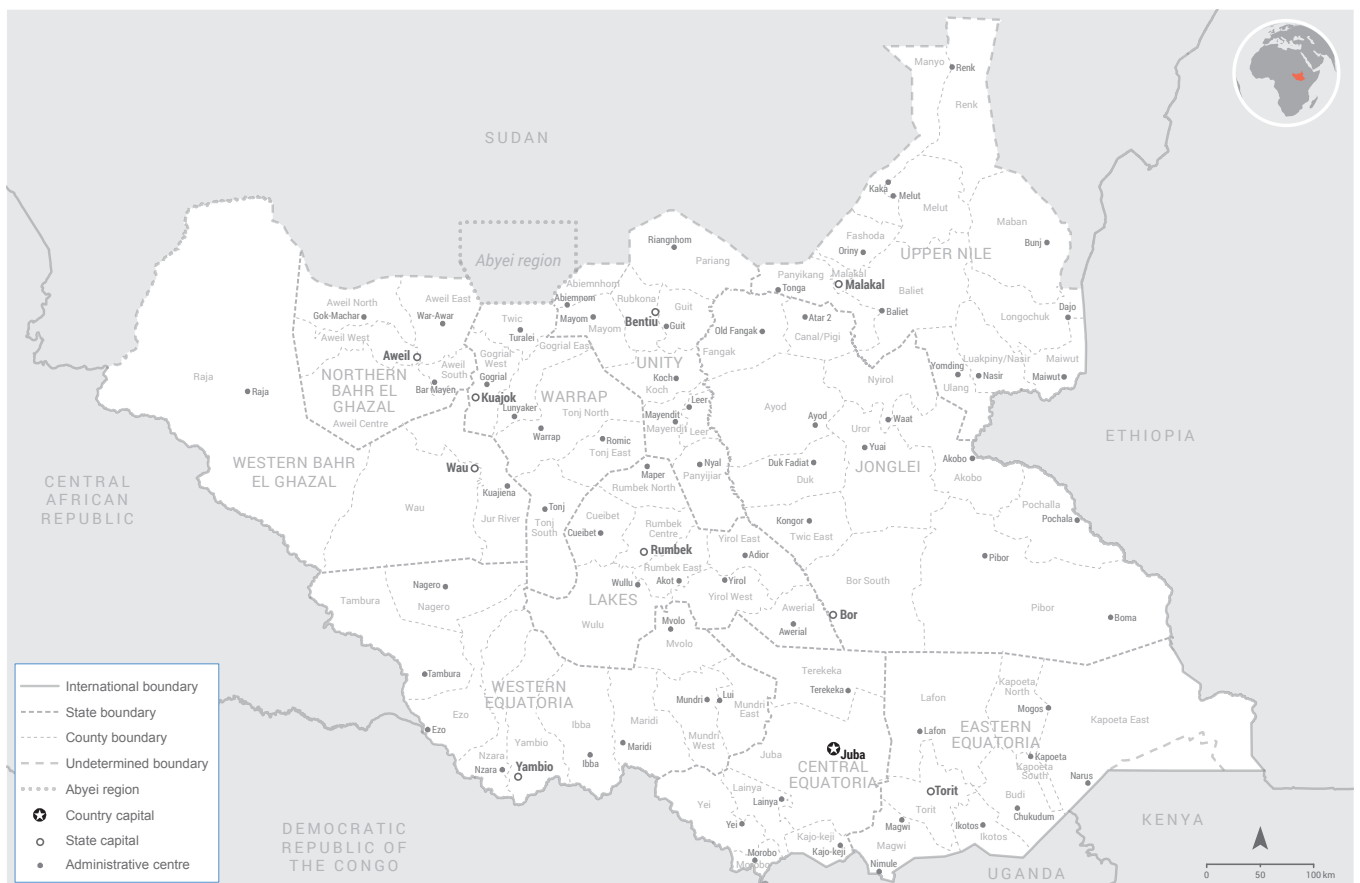 SUDAN
CENTRAL
AFRICAN
REPUBLIC
DEMOCRATIC
REPUBLIC OF
THE CONGO
UGANDA
KENYA
ETHIOPIA
Abyei region
Manyo
Renk
Renk
Kaka
Melut
Melut
Maban
Bunj
Fashoda
Oriny
UPPER NILE
Panyikang
Malakal
Malakal
Tonga
Baliet
Baliet
Dajo
Longochuk
Luakpiny/Nasir
Maiwut
Maiwut
Yomding
Nasir
Ulang
Riangnhom
Pariang
Abiemnhom
Abiemnom
Rubkona
Guit
Mayom
Mayom
Bentiu
Guit
UNITY
Koch
Koch
Leer
Mayendit
Mayendit
Leer
Nyal
Panyijiar
Old Fangak
Fangak
Atar 2
Canal/Pigi
Nyirol
Ayod
Ayod
Waat
Uror
Yuai
JONGLEI
Duk Fadiat
Duk
Akobo
Akobo
Pochalla
Pochala
Kongor
Twic East
Pibor
Bor South
Bor
Pibor
Boma
Aweil North
Gok-Machar
Aweil East
War-Awar
Aweil West
Aweil
Aweil
South
NORTHERN
BAHR EL
GHAZAL
Bar Mayen
Aweil Centre
Twic
Turalei
Gogrial
West
Gogrial East
Gogrial
Kuajok
WARRAP
Lunyaker
Tonj North
Warrap
Romic
Tonj East
Tonj
Tonj
South
Raja
Raja
WESTERN BAHR
EL GHAZAL
Wau
Wau
Kuajiena
Jur River
Maper
Rumbek North
Cueibet
Cueibet
Rumbek
Centre
Rumbek
Rumbek East
Yirol East
Adior
Wullu
Akot
Yirol
Yirol West
LAKES
Wulu
Awerial
Awerial
Mvolo
Mvolo
Nagero
Nagero
Tambura
Tambura
Ezo
Ezo
WESTERN
EQUATORIA
Ibba
Yambio
Nzara
Nzara
Yambio
Ibba
Maridi
Maridi
Mundri
Lui
Mundri
East
Mundri
West
Terekeka
Terekeka
Juba
Juba
CENTRAL
EQUATORIA
Lainya
Lainya
Yei
Yei
Morobo
Morobo
Kajo-keji
Kajo-keji
Lafon
Lafon
Kapoeta
North
Mogos
EASTERN
EQUATORIA
Kapoeta East
Kapoeta
Kapoeta
South
Narus
Budi
Chukudum
Torit
Torit
Magwi
Magwi
Ikotos
Ikotos
Nimule
International boundary
State boundary
County boundary
Undetermined boundary
Abyei region
Country capital
State capital
Administrative centre
0 50 100 km